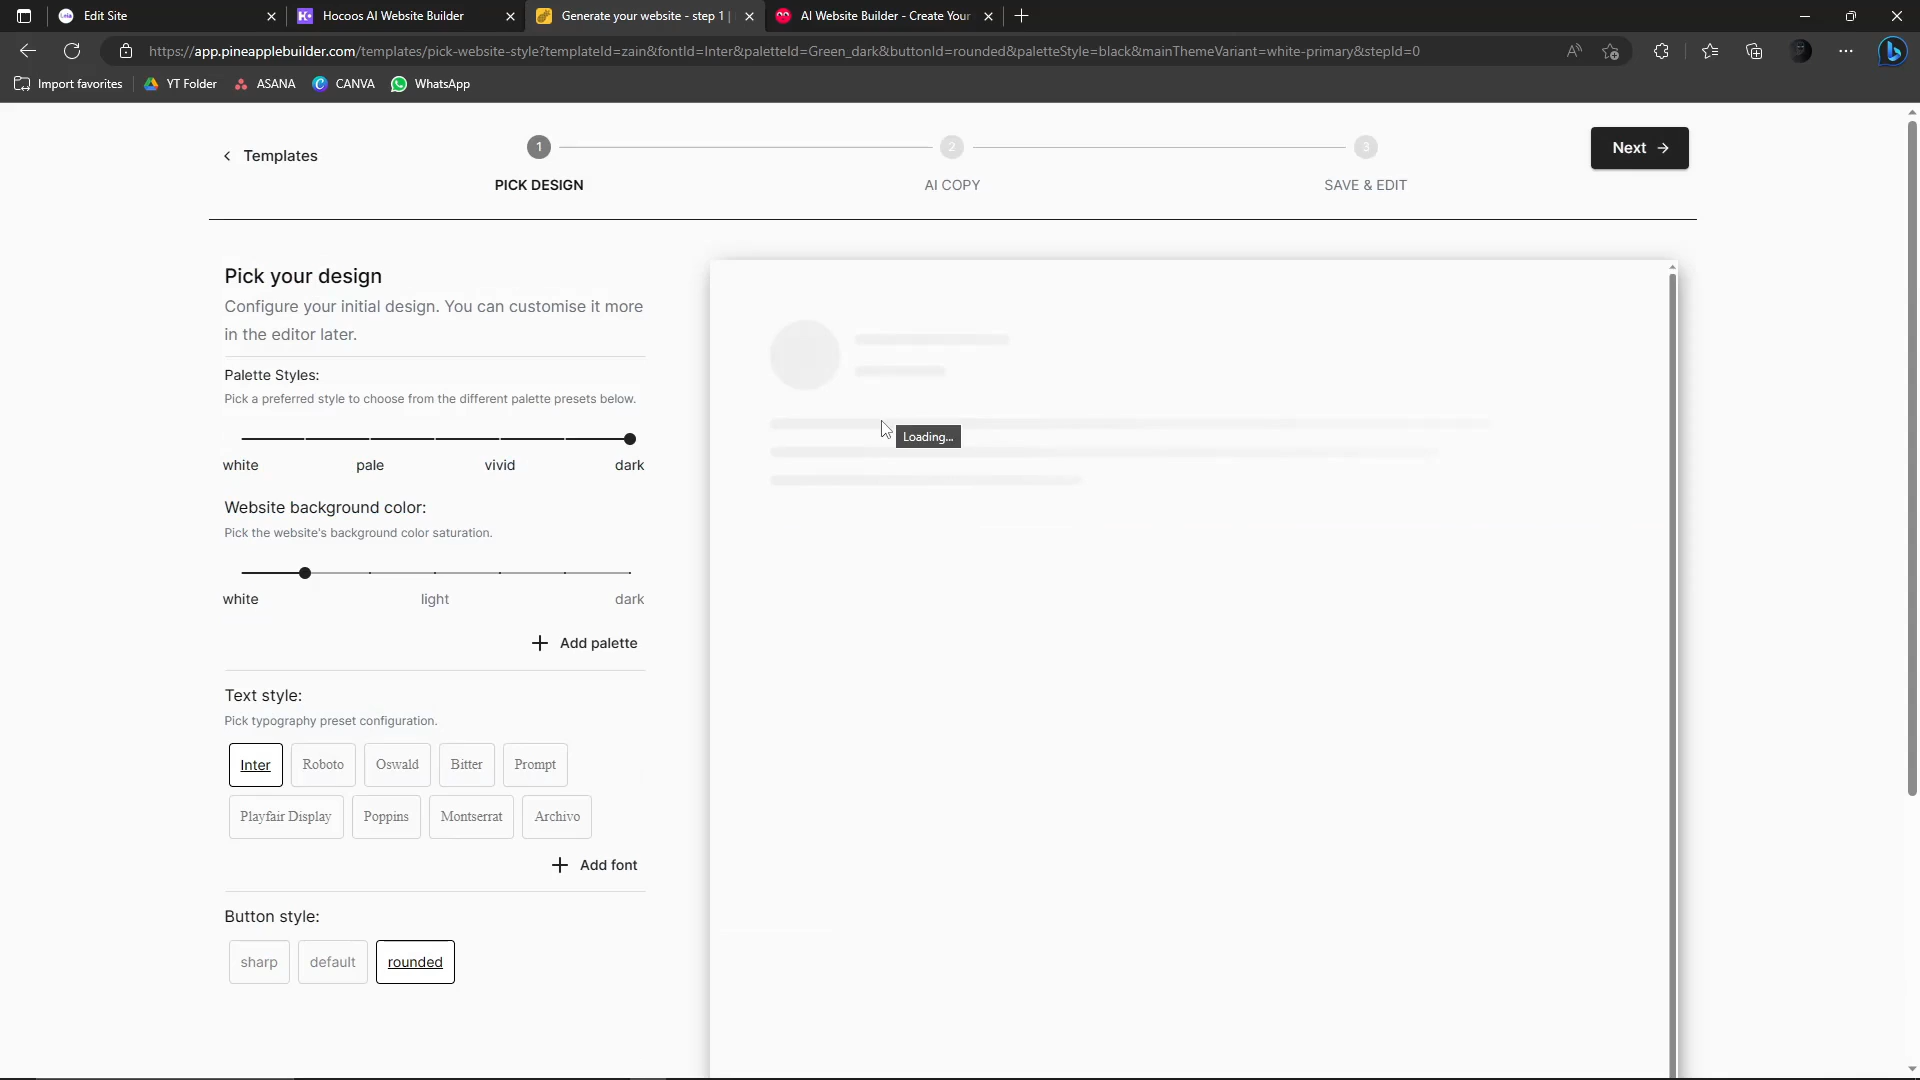 Edit Site
Hocoos AI Website Builder
Generate your website - step 1 |
AI Website Builder - Create Your
https://app.pineapplebuilder.com/templates/pick-website-style?templateId=zain&fontId=Inter&paletteId=Green_dark&buttonId=rounded&paletteStyle=black&mainThemeVariant=white-primary&stepId=0
Import favorites
YT Folder
ASANA
CANVA
WhatsApp
Templates
1
2
3
Next
PICK DESIGN
AI COPY
SAVE & EDIT
Pick your design
Configure your initial design. You can customise it more
in the editor later.
Palette Styles:
Pick a preferred style to choose from the different palette presets below.
white
pale
vivid
dark
Loading...
Website background color:
Pick the website's background color saturation.
white
light
dark
Add palette
Text style:
Pick typography preset configuration.
Inter
Roboto
Oswald
Bitter
Prompt
Playfair Display
Poppins
Montserrat
Archivo
Add font
Button style:
sharp
default
rounded